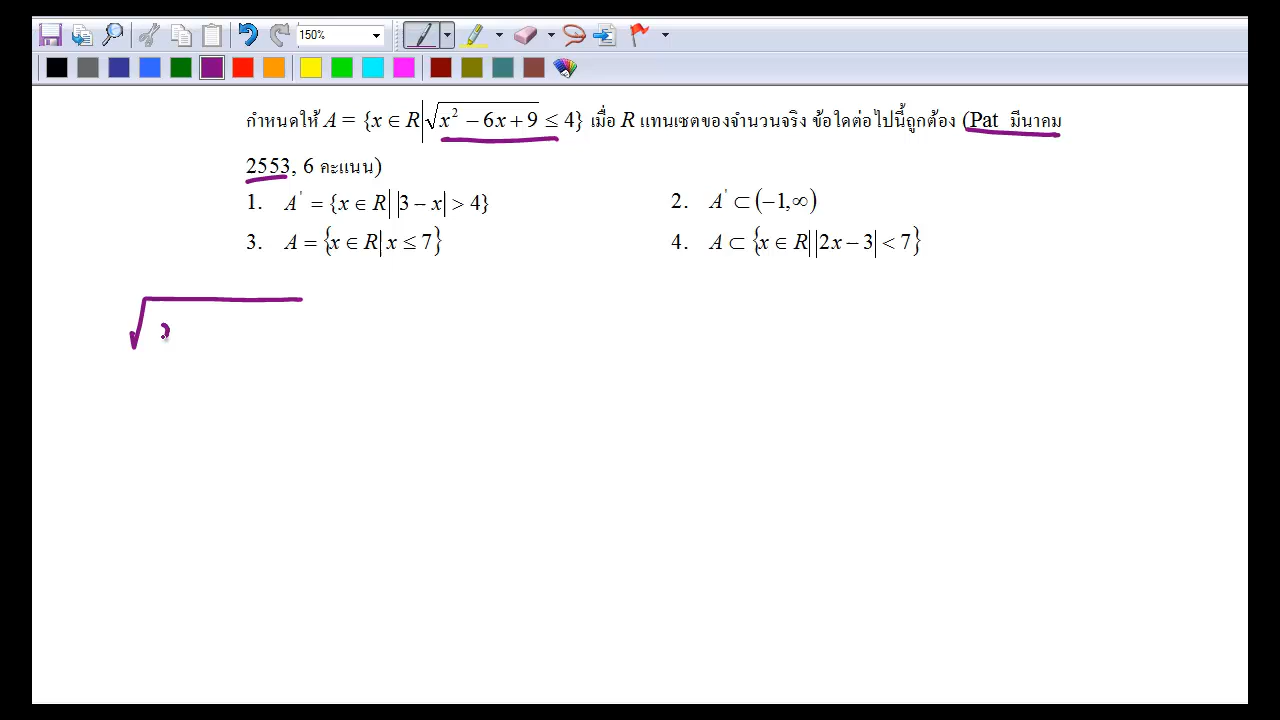 150%
กำหนดให้ A = {x ∈ R|√(x² − 6x + 9) ≤ 4} เมื่อ R แทนเซตของจำนวนจริง ข้อใดต่อไปนี้ถูกต้อง (Pat มีนาคม
2553, 6 คะแนน)
1. A' = {x ∈ R| |3 − x| > 4} 2. A' ⊂ (−1,∞)
3. A = {x ∈ R| x ≤ 7} 4. A ⊂ {x ∈ R| |2x − 3| < 7}